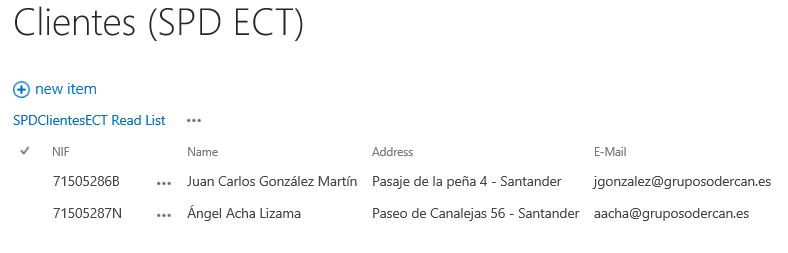 Clientes (SPD ECT)
new item
SPDClientesECT Read List ...
NIF Name Address E-Mail
71505286B ... Juan Carlos González Martín Pasaje de la peña 4 - Santander jgonzalez@gruposodercan.es
71505287N ... Ángel Acha Lizama Paseo de Canalejas 56 - Santander aacha@gruposodercan.es